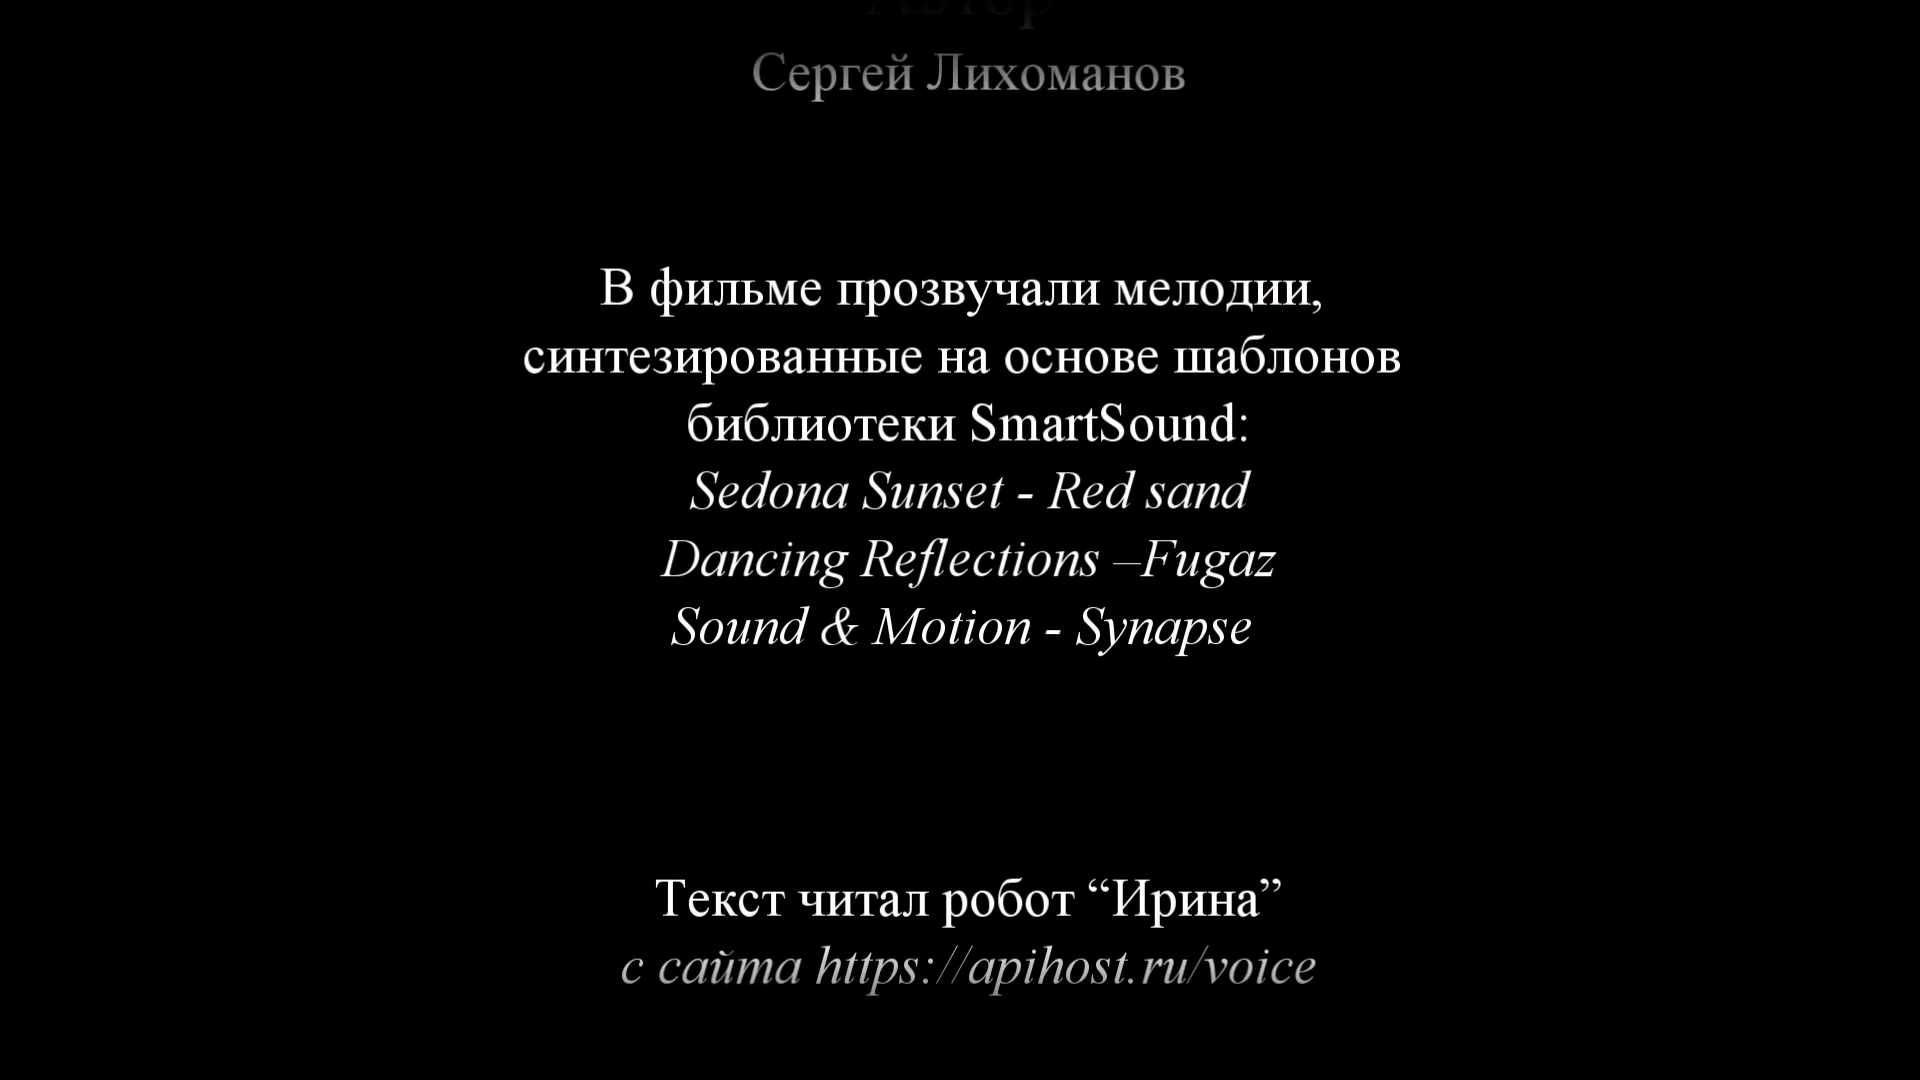 Автор
Сергей Лихоманов
В фильме прозвучали мелодии,
синтезированные на основе шаблонов
библиотеки SmartSound:
Sedona Sunset - Red sand
Dancing Reflections –Fugaz
Sound & Motion - Synapse
Текст читал робот “Ирина”
с сайта https://apihost.ru/voice